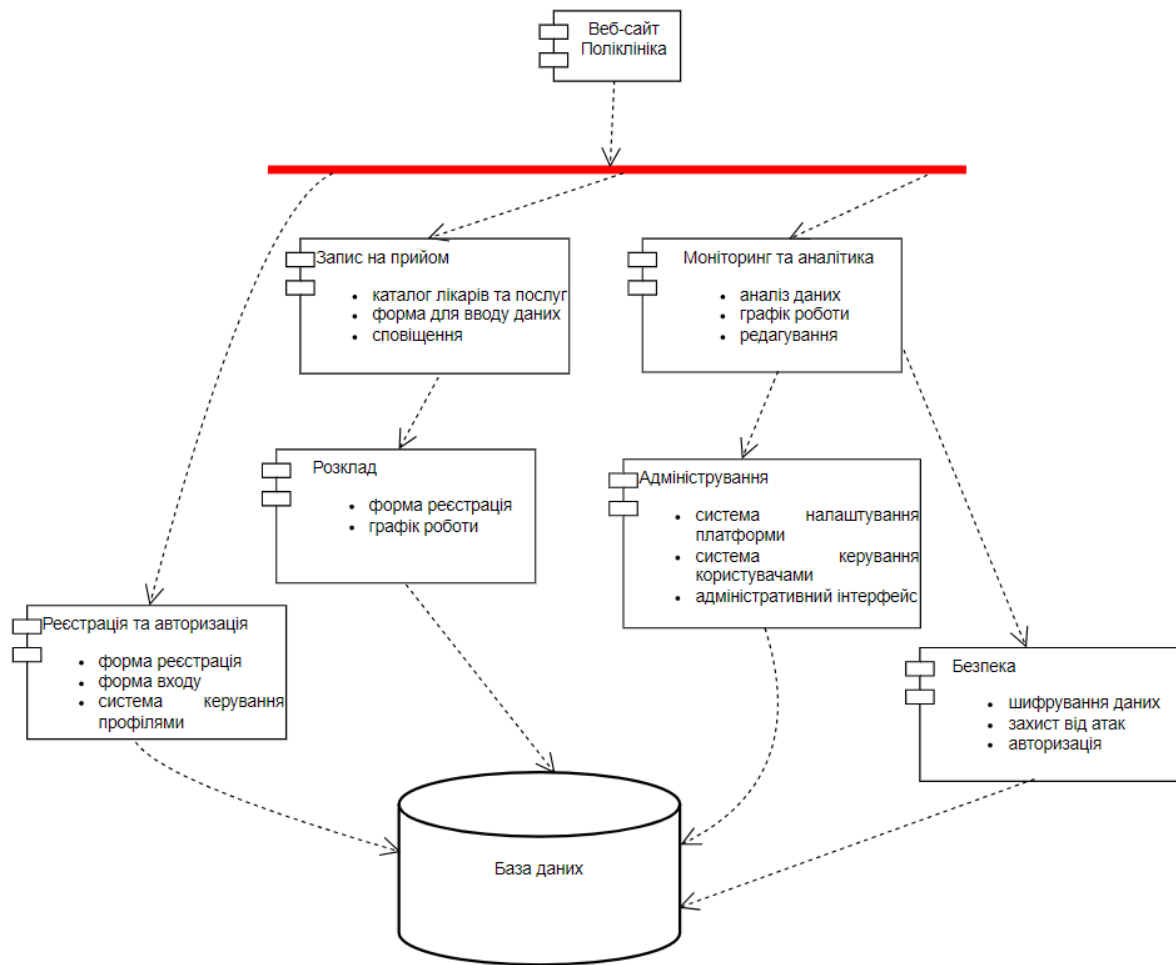 Веб-сайт
Поліклініка
Запис на прийом
каталог лікарів та послуг
форма для вводу даних
сповіщення
Моніторинг та аналітика
аналіз даних
графік роботи
редагування
Розклад
форма реєстрація
графік роботи
Адміністрування
система налаштування
платформи
система керування
користувачами
адміністративний інтерфейс
Реєстрація та авторизація
форма реєстрація
форма входу
система керування
профілями
Безпека
шифрування даних
захист від атак
авторизація
База даних